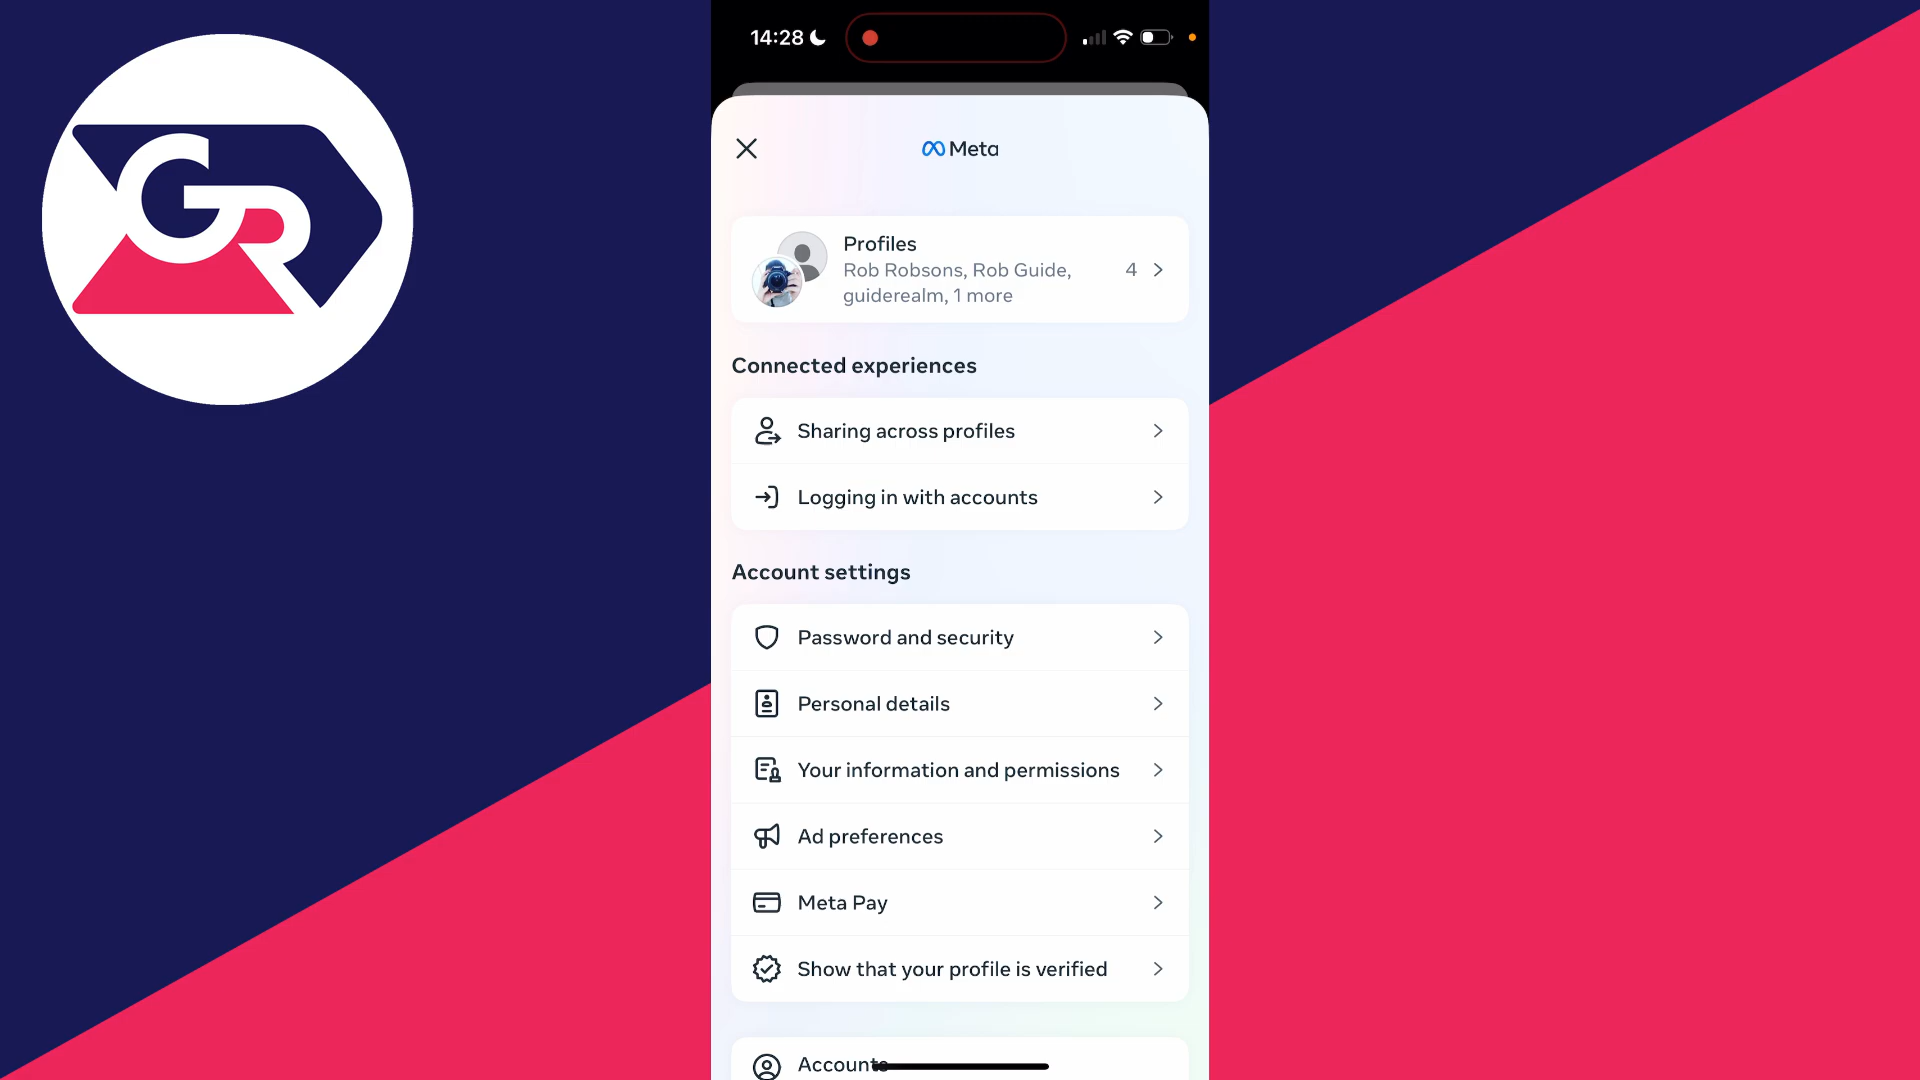 GR
14:28
Meta
Profiles
Rob Robsons, Rob Guide,
guiderealm, 1 more
4
Connected experiences
Sharing across profiles
Logging in with accounts
Account settings
Password and security
Personal details
Your information and permissions
Ad preferences
Meta Pay
Show that your profile is verified
Accounts